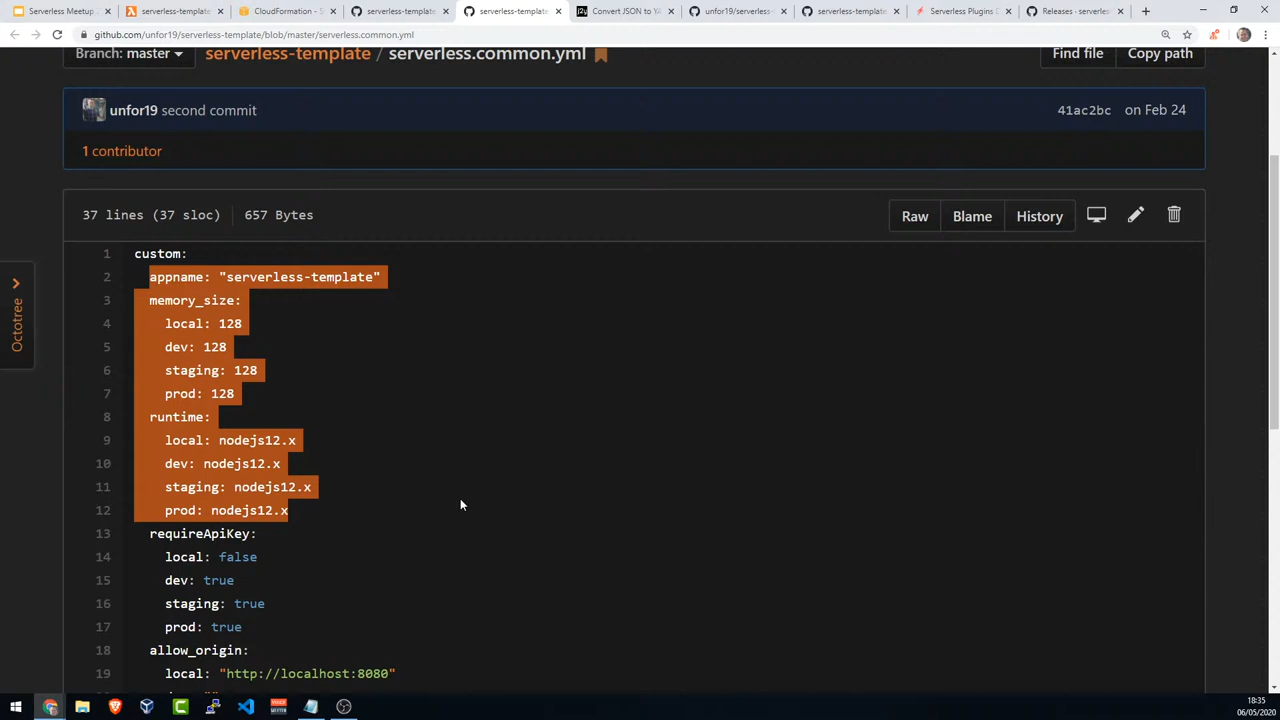 Serverless Meetup
serverless-template
CloudFormation - S
serverless-template
serverless-template
Convert JSON to YA
unfor19/serverless-
serverless-template
Serverless Plugins D
Releases · serverles
github.com/unfor19/serverless-template/blob/master/serverless.common.yml
Branch: master
serverless-template / serverless.common.yml
Find file
Copy path
unfor19 second commit
41ac2bc on Feb 24
1 contributor
37 lines (37 sloc)
657 Bytes
Raw
Blame
History
Octotree
1 custom:
2 appname: "serverless-template"
3 memory_size:
4 local: 128
5 dev: 128
6 staging: 128
7 prod: 128
8 runtime:
9 local: nodejs12.x
10 dev: nodejs12.x
11 staging: nodejs12.x
12 prod: nodejs12.x
13 requireApiKey:
14 local: false
15 dev: true
16 staging: true
17 prod: true
18 allow_origin:
19 local: "http://localhost:8080"
18:35
06/05/2020